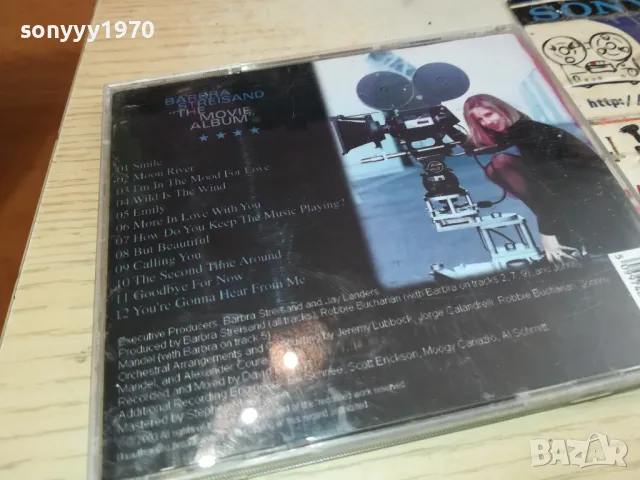 sonyyy1970
SONY
http://
BARBRA
STREISAND
THE
MOVIE
ALBUM
01 Smile
02 Moon River
03 I'm In The Mood For Love
04 Wild Is The Wind
05 Emily
06 More In Love With You
07 How Do You Keep The Music Playing?
08 But Beautiful
09 Calling You
10 The Second Time Around
11 Goodbye For Now
12 You're Gonna Hear From Me
Executive Producers: Barbra Streisand and Jay Landers
Produced by Barbra Streisand (all tracks), Robbie Buchanan (with Barbra on tracks 2, 7, 9), and Johnny
Mandel (with Barbra on track 5)
Orchestral Arrangements and Conducting by Jeremy Lubbock, Jorge Calandrelli, Robbie Buchanan, Johnny
Mandel, and Alexander Courage
Recorded and Mixed by Al Schmitt
Additional Recording Engineers: Scott Erickson, Moogy Canazio,
Mastered by Stephen
BAZAR
bg